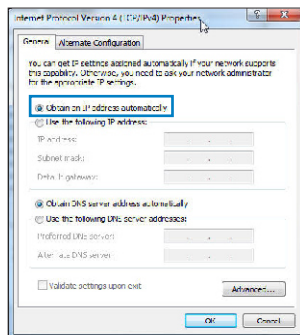 Internet Protocol Version 4 (TCP/IPv4) Properties
General
Alternate Configuration
You can get IP settings assigned automatically if your network supports
this capability. Otherwise, you need to ask your network administrator
for the appropriate IP settings.
Obtain an IP address automatically
Use the following IP address:
IP address:
Subnet mask:
Default gateway:
Obtain DNS server address automatically
Use the following DNS server addresses:
Preferred DNS server:
Alternate DNS server:
Validate settings upon exit
Advanced...
OK
Cancel